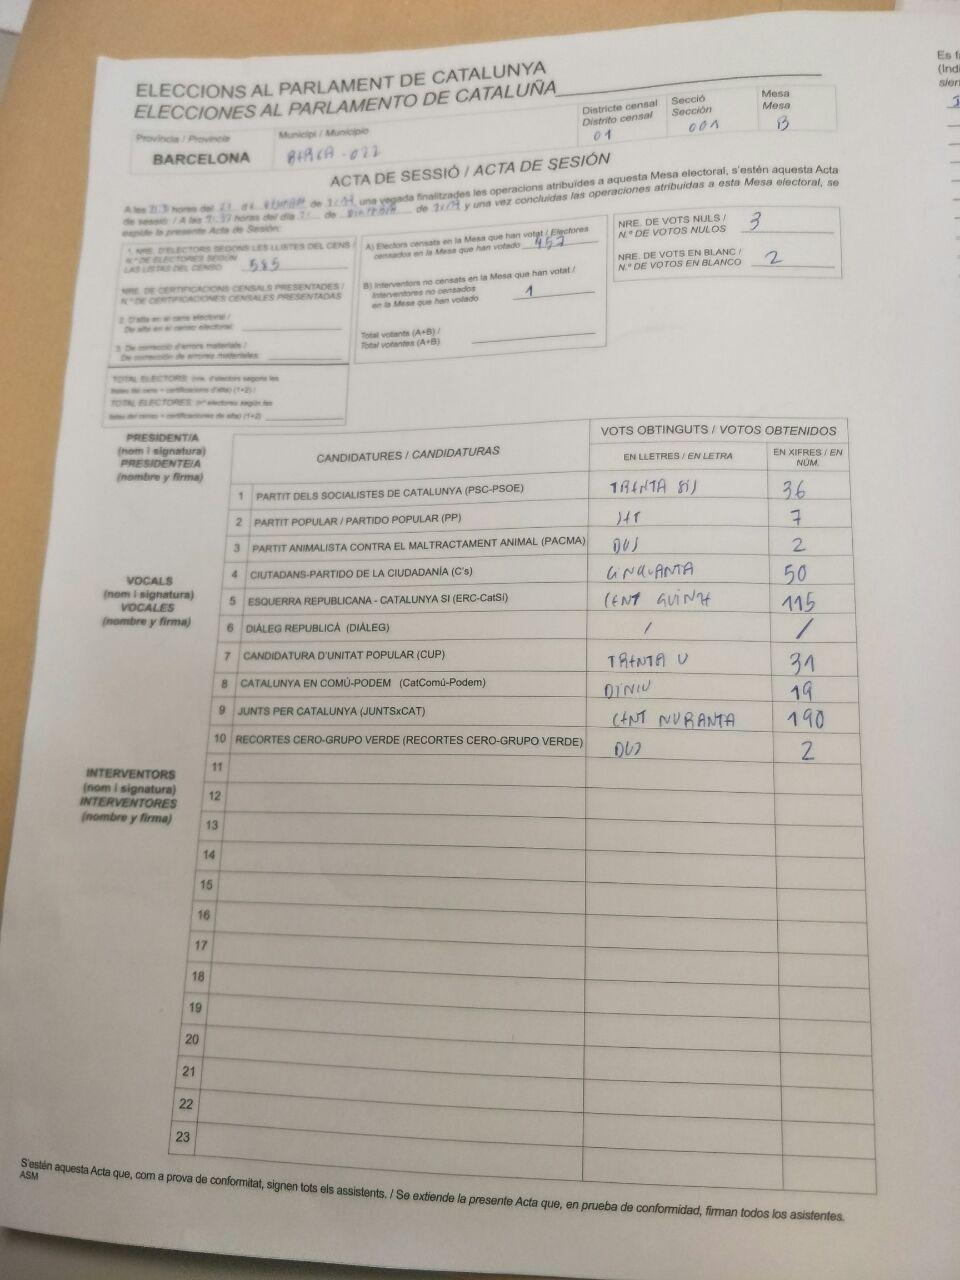 ELECCIONS AL PARLAMENT DE CATALUNYA
ELECCIONES AL PARLAMENTO DE CATALUÑA
Província / Provincia
BARCELONA
Municipi / Municipio
BERGA - 022
Districte censal
Distrito censal
01
Secció
Sección
001
Mesa
Mesa
B
ACTA DE SESSIÓ / ACTA DE SESIÓN
A les hores del 21 de de una vegada finalitzades les operacions atribuïdes a aquesta Mesa electoral, s'estén aquesta Acta
de sessió: / A las horas del día 21 de de y una vez concluidas las operaciones atribuidas a esta Mesa electoral, se
expide la presente Acta de Sesión:
1. NRE. D'ELECTORS SEGONS LES LLISTES DEL CENS /
N.º DE ELECTORES SEGÚN
LAS LISTAS DEL CENSO 585
NRE. DE CERTIFICACIONS CENSALS PRESENTADES /
N.º DE CERTIFICACIONES CENSALES PRESENTADAS
2. D'alta en el cens electoral /
De alta en el censo electoral:
3. De correcció d'errors materials /
De corrección de errores materiales:
TOTAL ELECTORS: (nre. d'electors segons les
llistes del cens + certificacions d'alta) (1+2) /
TOTAL ELECTORES: (nº electores según las
listas del censo + certificaciones de alta) (1+2)
A) Electors censats en la Mesa que han votat / Electores
censados en la Mesa que han votado 457
B) Interventors no censats en la Mesa que han votat /
Interventores no censados
en la Mesa que han votado 1
Total votants (A+B) /
Total votantes (A+B)
NRE. DE VOTS NULS /
N.º DE VOTOS NULOS 3
NRE. DE VOTS EN BLANC /
N.º DE VOTOS EN BLANCO 2
PRESIDENT/A
(nom i signatura)
PRESIDENTE/A
(nombre y firma)
VOCALS
(nom i signatura)
VOCALES
(nombre y firma)
INTERVENTORS
(nom i signatura)
INTERVENTORES
(nombre y firma)
CANDIDATURES / CANDIDATURAS
VOTS OBTINGUTS / VOTOS OBTENIDOS
EN LLETRES / EN LETRA
EN XIFRES / EN
NÚM.
1 PARTIT DELS SOCIALISTES DE CATALUNYA (PSC-PSOE) TRENTA SIS 36
2 PARTIT POPULAR / PARTIDO POPULAR (PP) SET 7
3 PARTIT ANIMALISTA CONTRA EL MALTRACTAMENT ANIMAL (PACMA) DOS 2
4 CIUTADANS-PARTIDO DE LA CIUDADANÍA (C's) CINQUANTA 50
5 ESQUERRA REPUBLICANA - CATALUNYA SI (ERC-CatSí) CENT QUINZE 115
6 DIÀLEG REPUBLICÀ (DIÀLEG) / /
7 CANDIDATURA D'UNITAT POPULAR (CUP) TRENTA U 31
8 CATALUNYA EN COMÚ-PODEM (CatComú-Podem) DINOU 19
9 JUNTS PER CATALUNYA (JUNTSxCAT) CENT NORANTA 190
10 RECORTES CERO-GRUPO VERDE (RECORTES CERO-GRUPO VERDE) DOS 2
11
12
13
14
15
16
17
18
19
20
21
22
23
S'estén aquesta Acta que, com a prova de conformitat, signen tots els assistents. / Se extiende la presente Acta que, en prueba de conformidad, firman todos los asistentes.
ASM
Es f
(Indi
sien